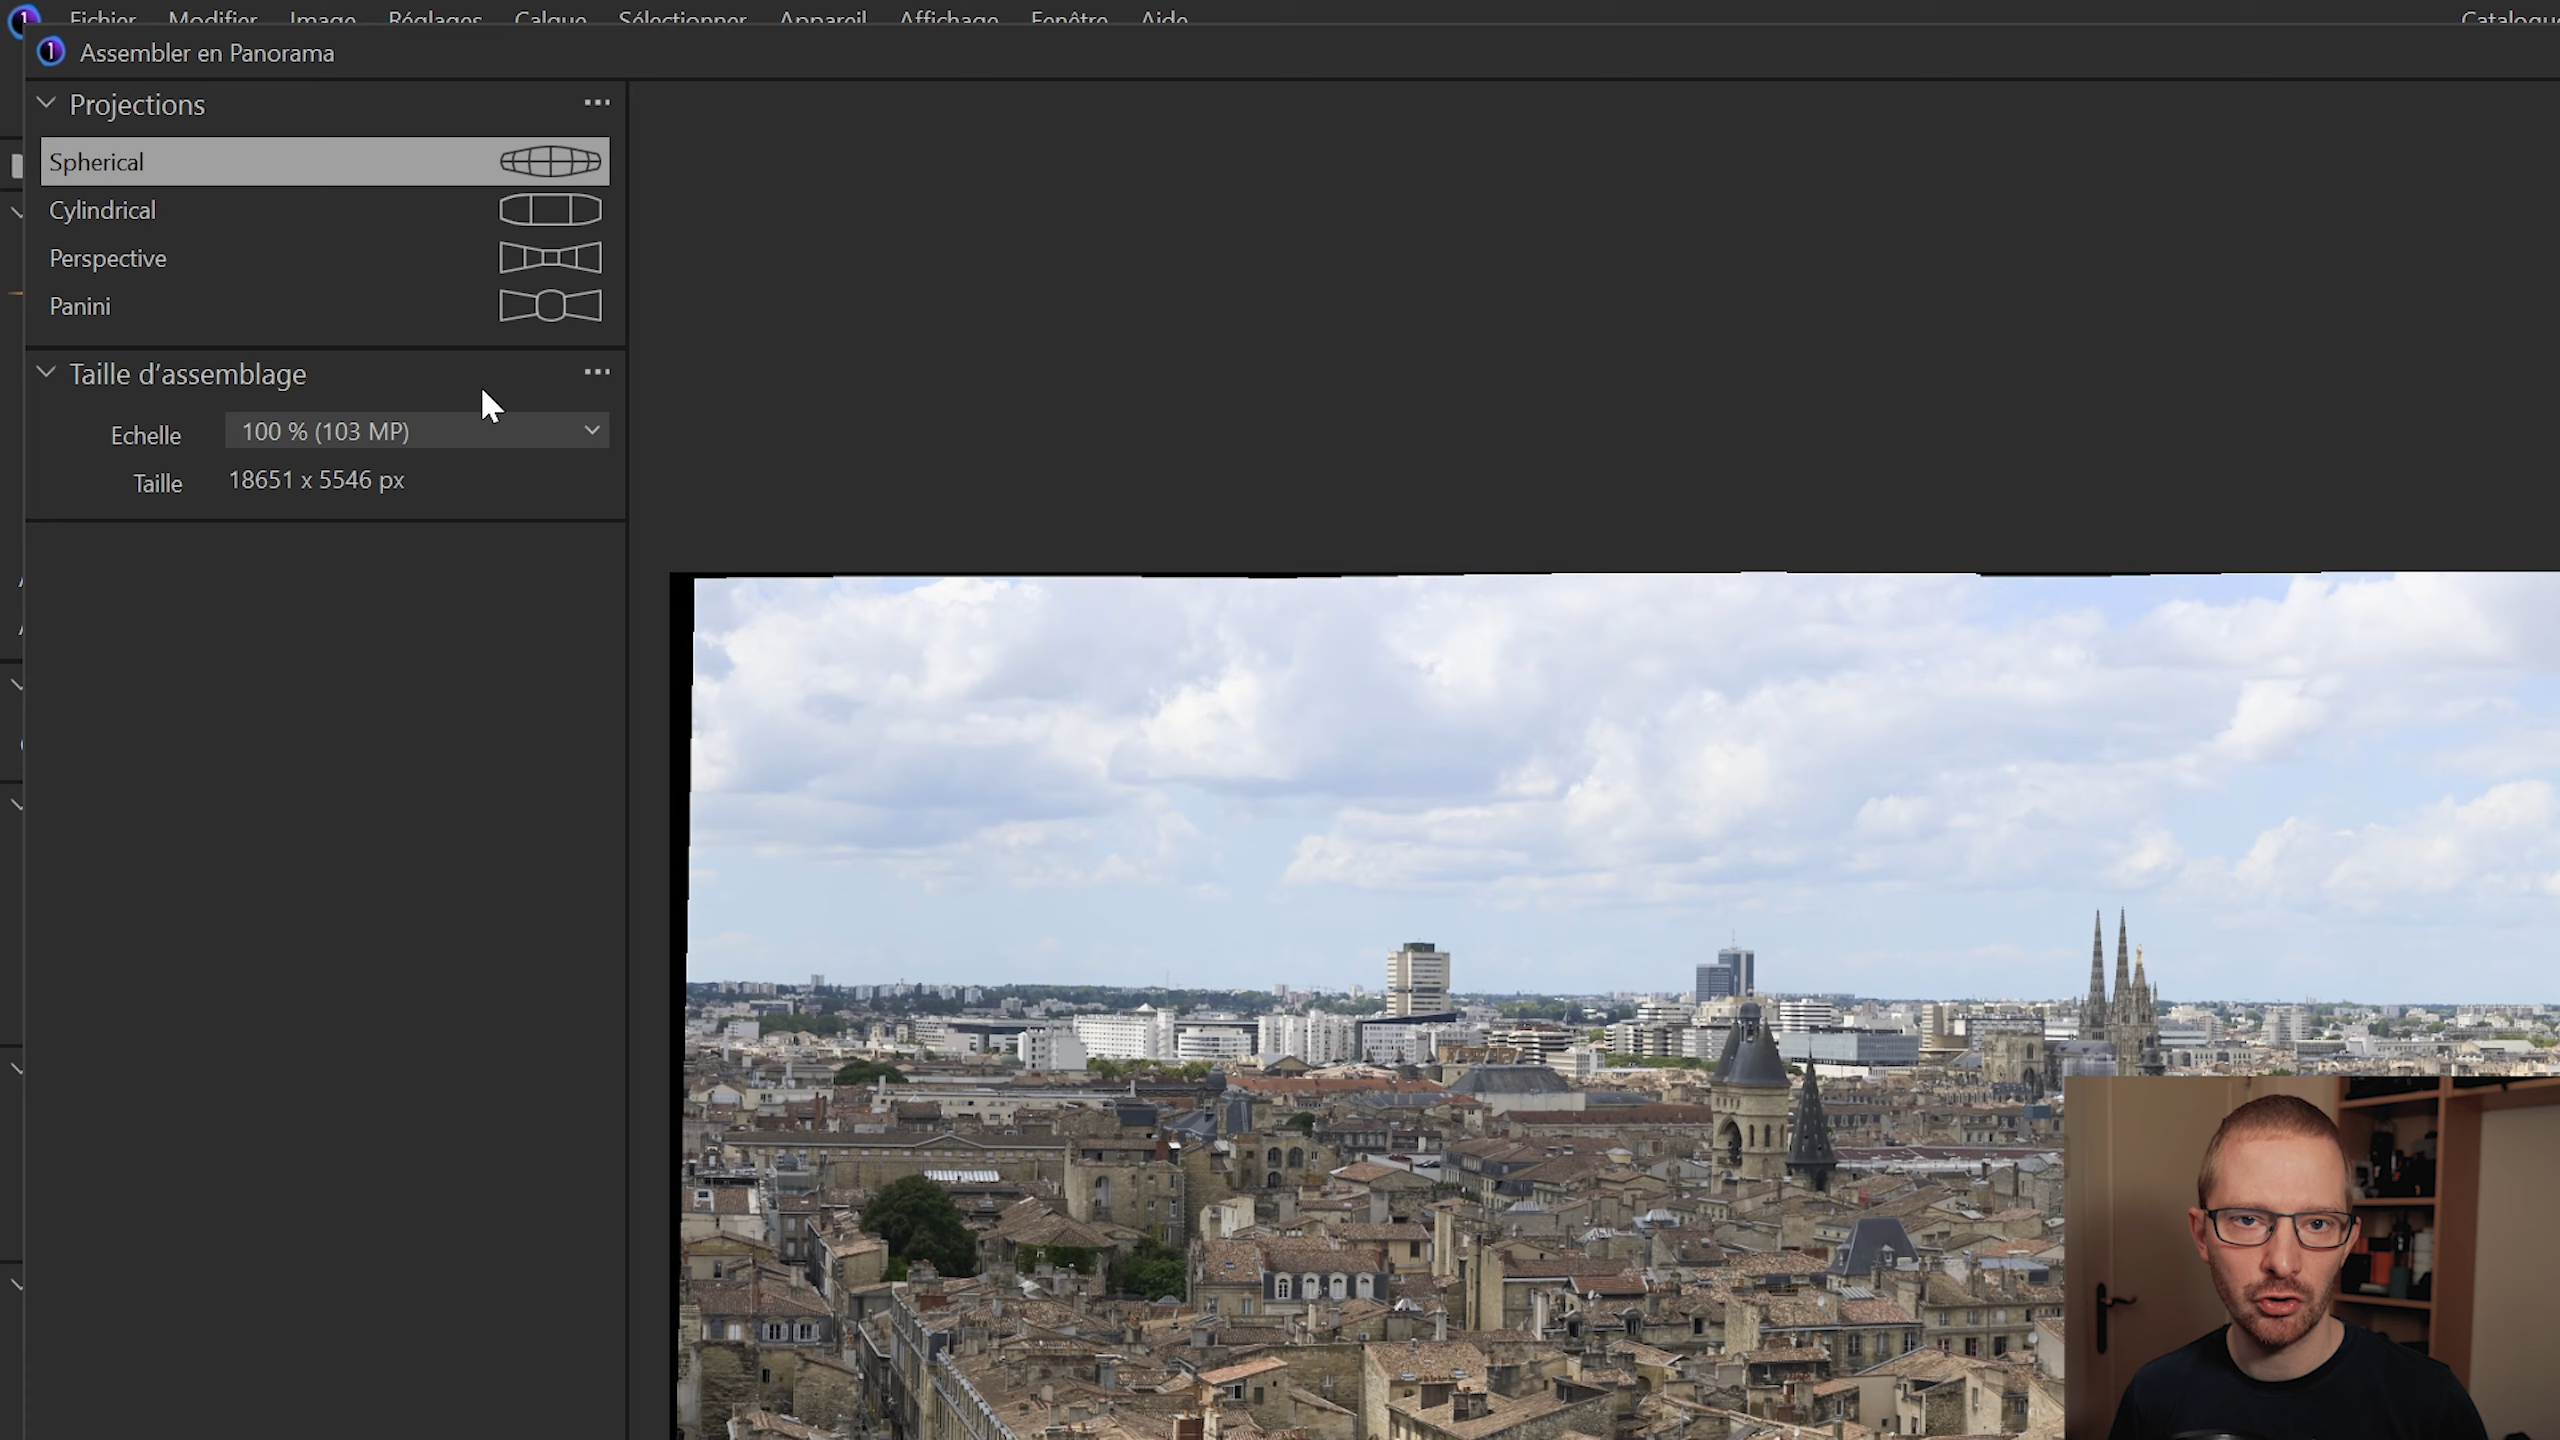 Fichier Modifier Image Réglages Calque Sélectionner Appareil Affichage Fenêtre Aide
Assembler en Panorama
Projections
Spherical
Cylindrical
Perspective
Panini
Taille d’assemblage
Echelle 100 % (103 MP)
Taille 18651 x 5546 px